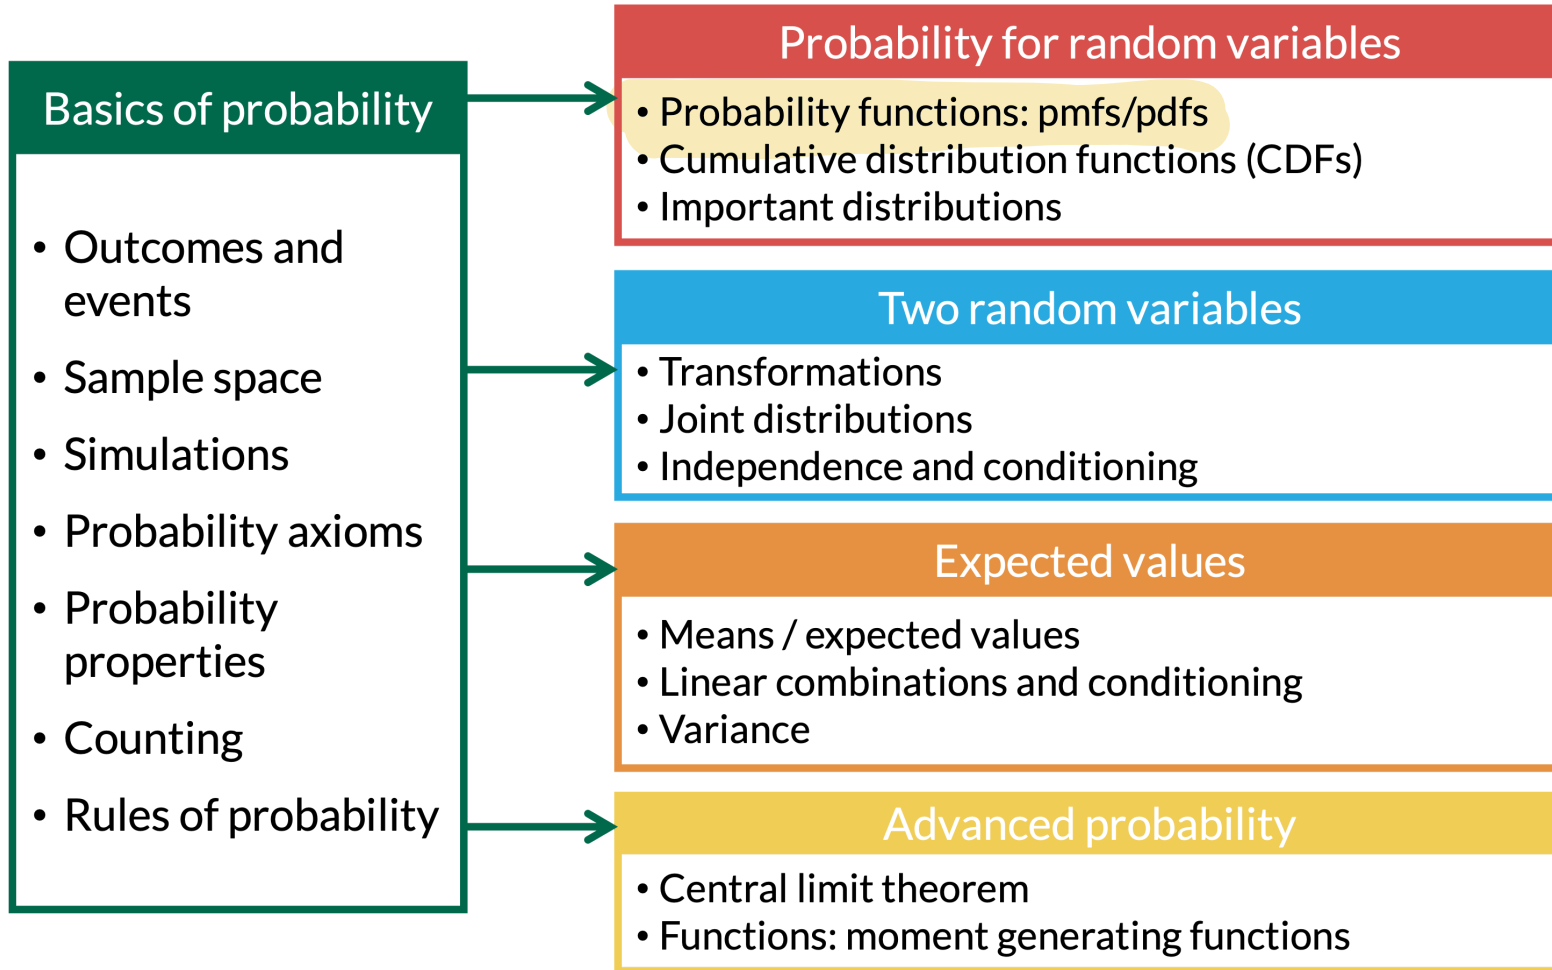 Basics of probability
• Outcomes and
events
• Sample space
• Simulations
• Probability axioms
• Probability
properties
• Counting
• Rules of probability
Probability for random variables
• Probability functions: pmfs/pdfs
• Cumulative distribution functions (CDFs)
• Important distributions
Two random variables
• Transformations
• Joint distributions
• Independence and conditioning
Expected values
• Means / expected values
• Linear combinations and conditioning
• Variance
Advanced probability
• Central limit theorem
• Functions: moment generating functions